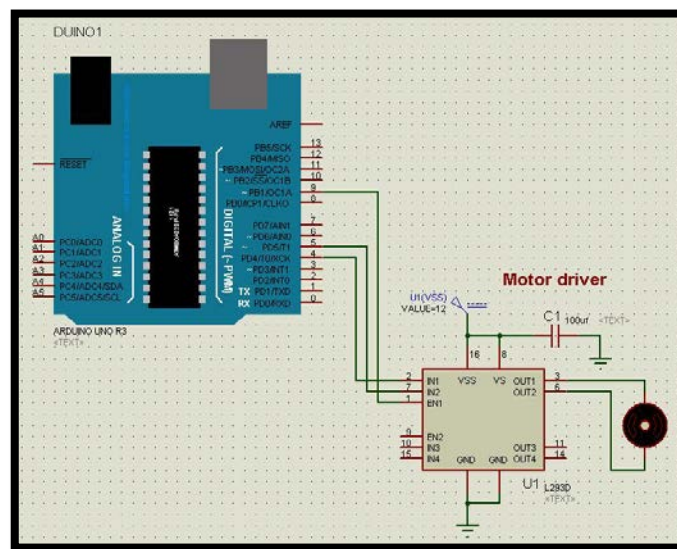 DUINO1
AREF
PB5/SCK 13
PB4/MISO 12
~PB3/MOSI/OC2A 11
~PB2/SS/OC1B 10
~PB1/OC1A 9
PB0/ICP1/CLKO 8
RESET
PD7/AIN1 7
~PD6/AIN0 6
~PD5/T1 5
PD4/T0/XCK 4
~PD3/INT1 3
PD2/INT0 2
TX PD1/TXD 1
RX PD0/RXD 0
ANALOG IN
DIGITAL (~PWM)
A0 PC0/ADC0
A1 PC1/ADC1
A2 PC2/ADC2
A3 PC3/ADC3
A4 PC4/ADC4/SDA
A5 PC5/ADC5/SCL
ARDUINO UNO R3
<TEXT>
Motor driver
U1(VSS)
VALUE=12
C1
100uf <TEXT>
16 8
2 IN1 VSS VS OUT1 3
7 IN2 OUT2 6
1 EN1
9 EN2
10 IN3 OUT3 11
15 IN4 GND GND OUT4 14
U1 L293D
<TEXT>